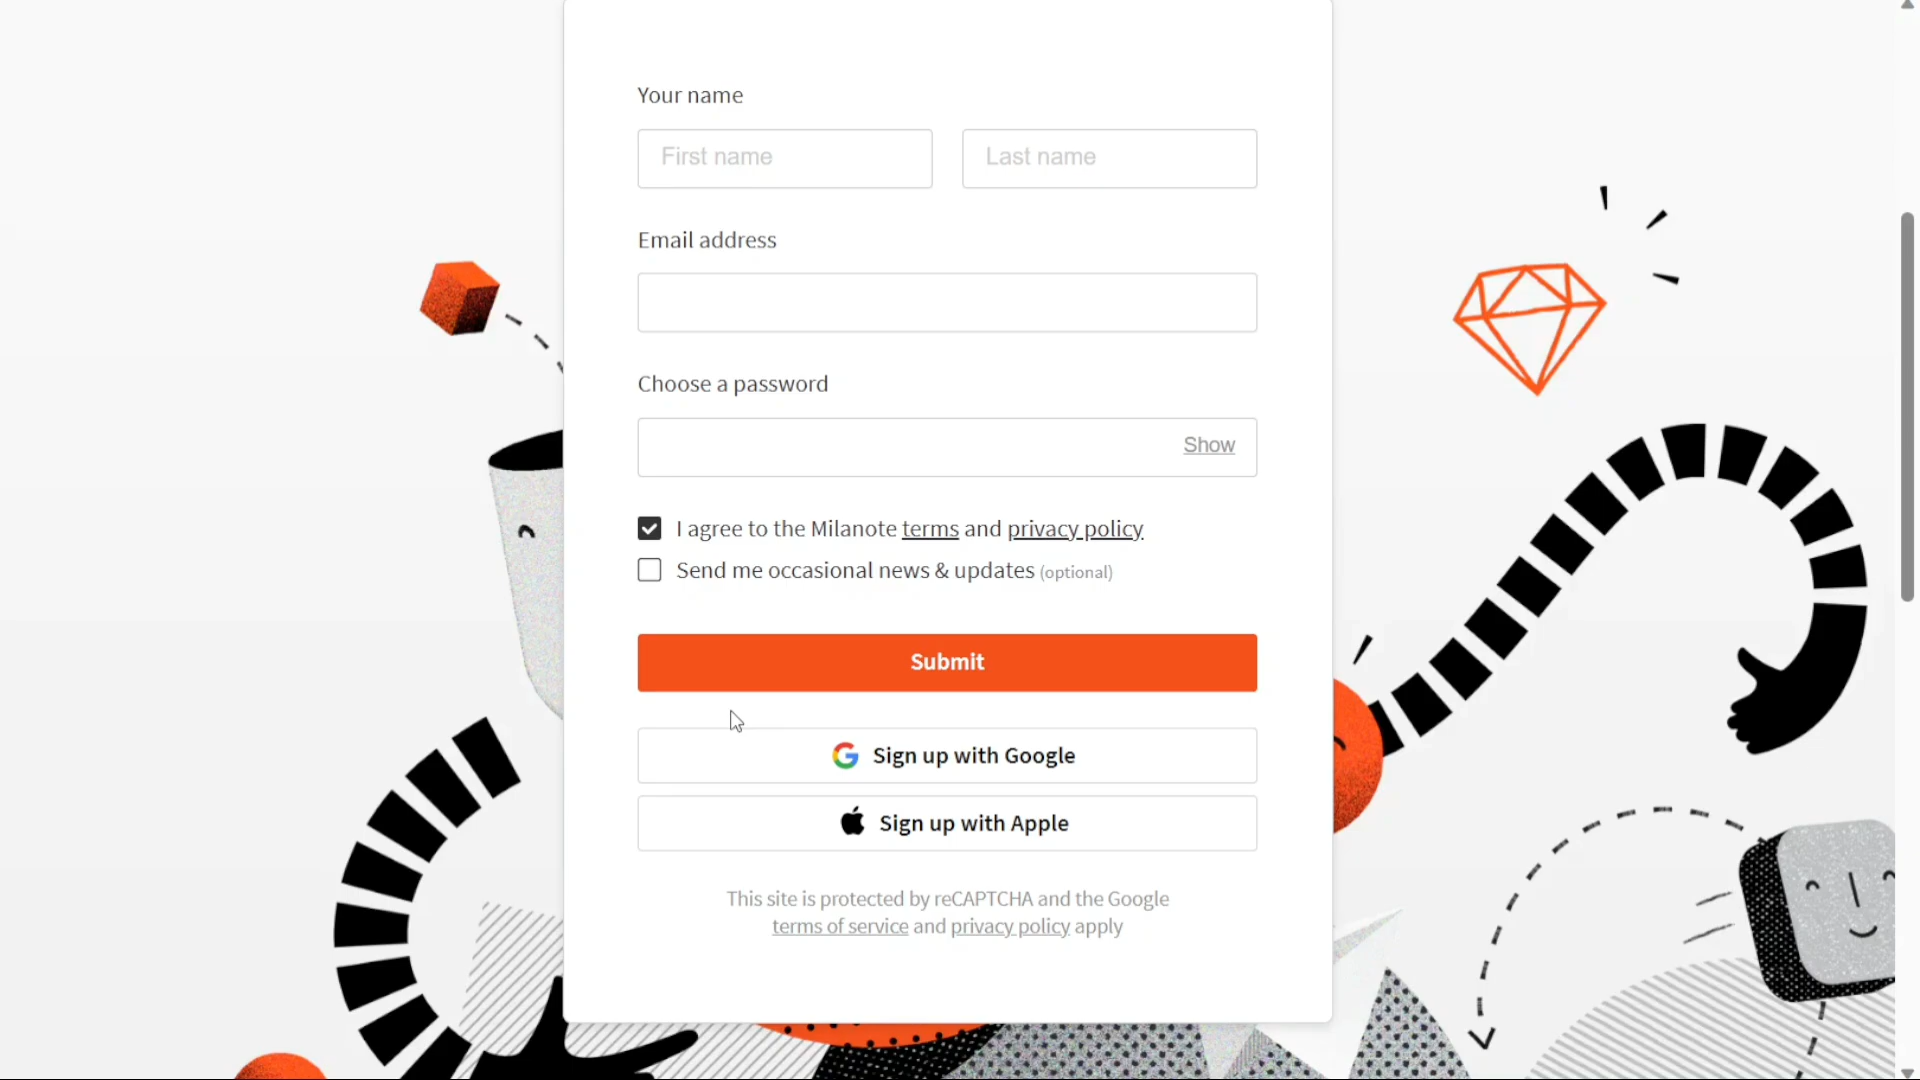 Your name
First name
Last name
Email address
Choose a password
Show
I agree to the Milanote terms and privacy policy
Send me occasional news & updates (optional)
Submit
Sign up with Google
Sign up with Apple
This site is protected by reCAPTCHA and the Google
terms of service and privacy policy apply